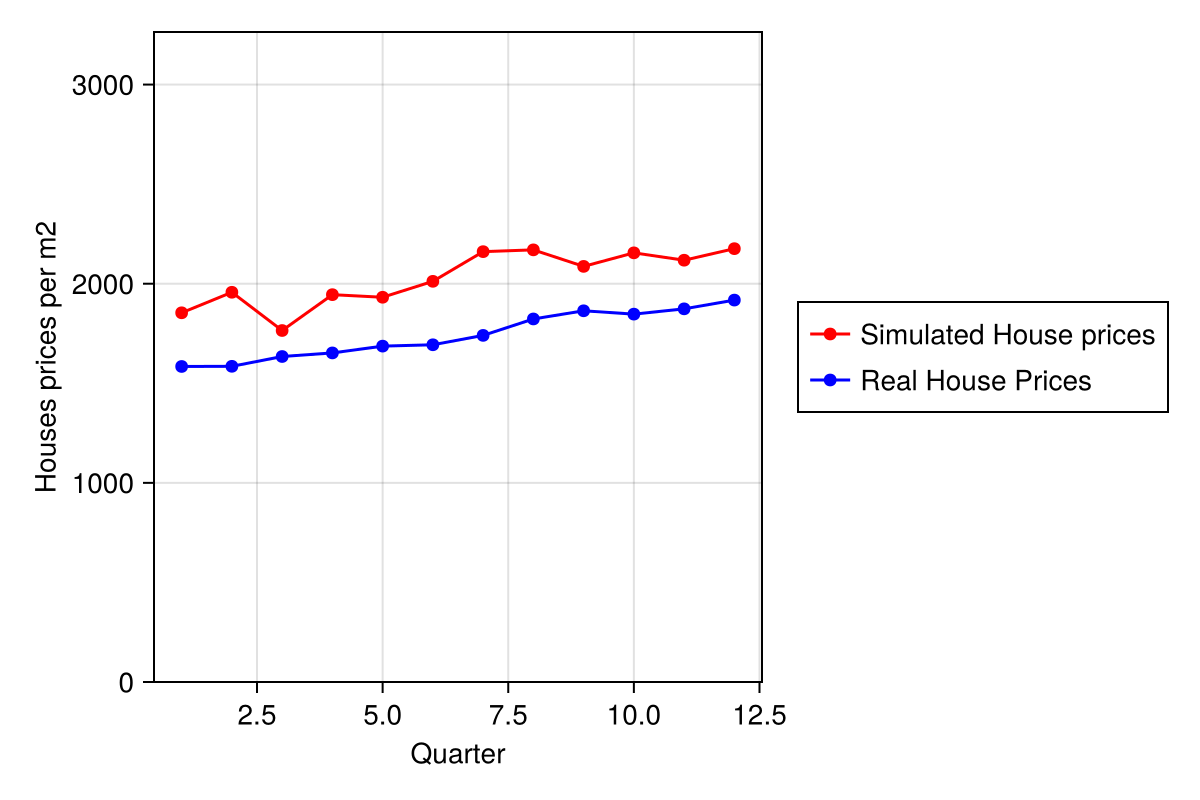 Houses prices per m2
3000
2000
1000
0
2.5 5.0 7.5 10.0 12.5
Quarter
Simulated House prices
Real House Prices